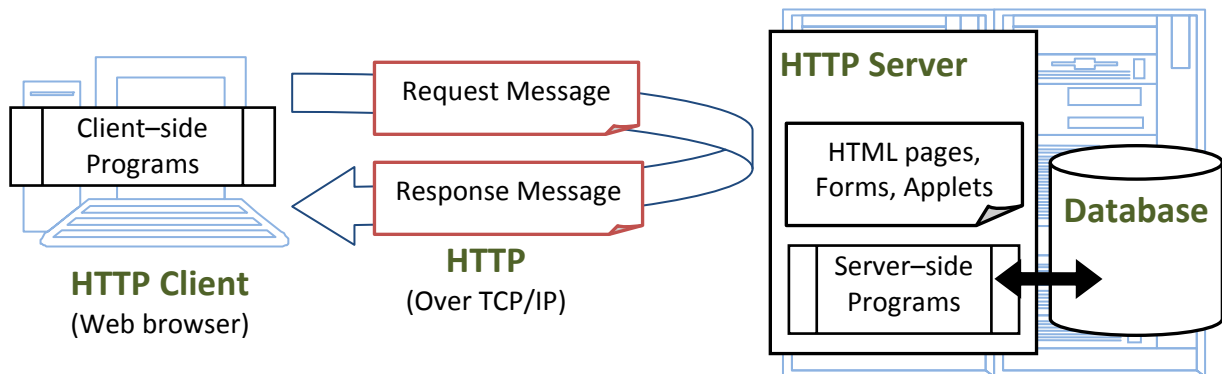 Client–side
Programs
HTTP Client
(Web browser)
Request Message
Response Message
HTTP
(Over TCP/IP)
HTTP Server
HTML pages,
Forms, Applets
Server–side
Programs
Database